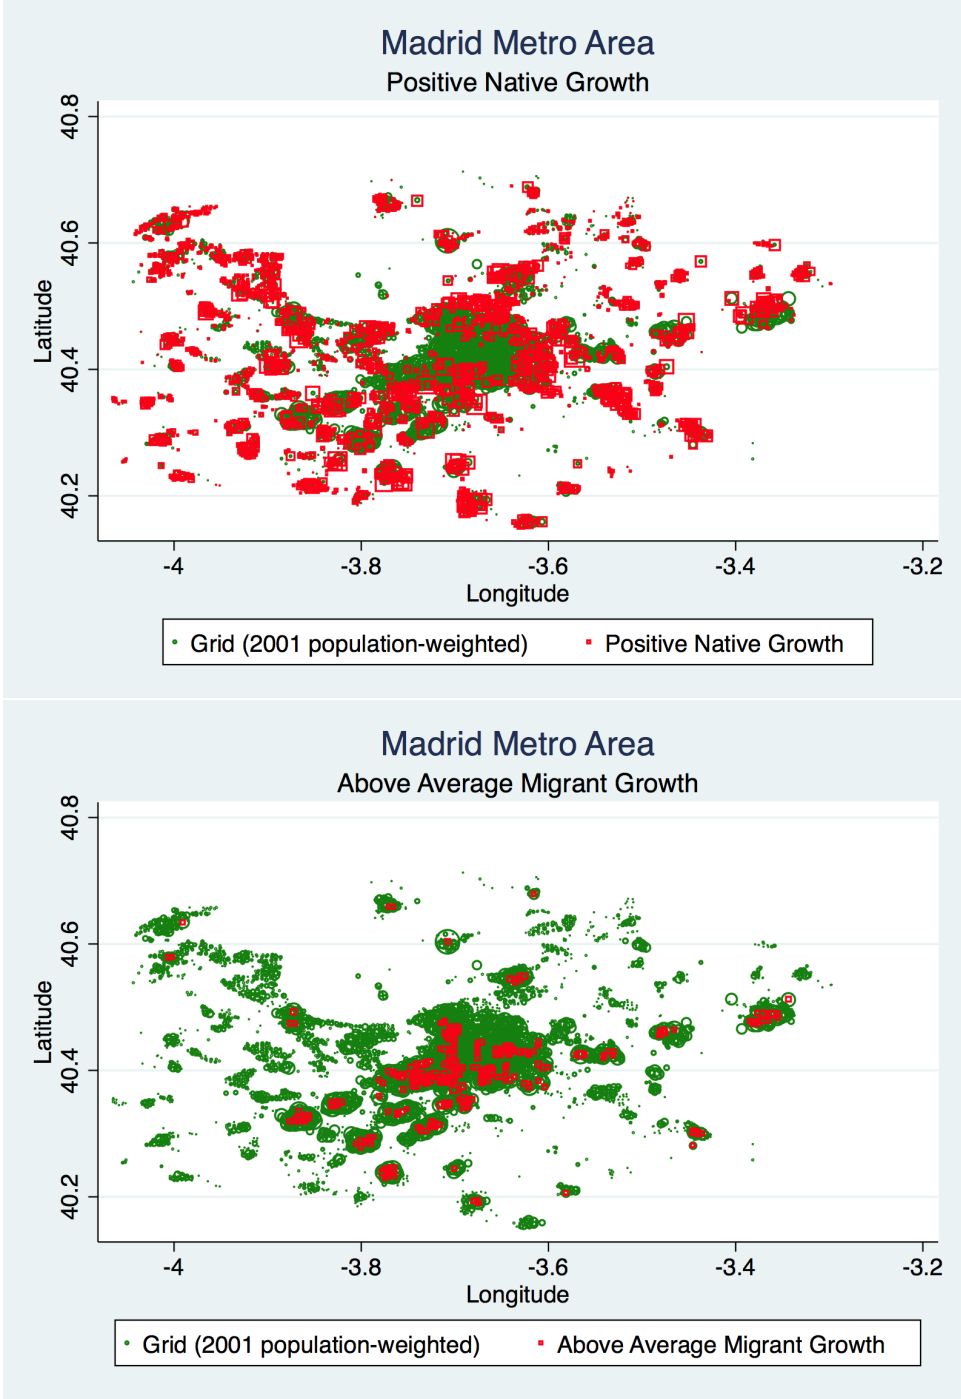 Madrid Metro Area
Positive Native Growth
40.8
40.6
40.4
40.2
Latitude
-4 -3.8 -3.6 -3.4 -3.2
Longitude
Grid (2001 population-weighted) Positive Native Growth
Madrid Metro Area
Above Average Migrant Growth
40.8
40.6
40.4
40.2
Latitude
-4 -3.8 -3.6 -3.4 -3.2
Longitude
Grid (2001 population-weighted) Above Average Migrant Growth